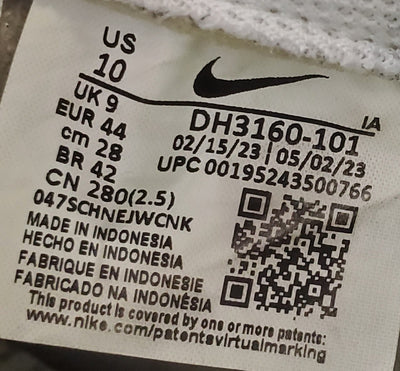 US
10
UK 9
EUR 44
cm 28
BR 42
CN 280(2.5)
047SCHNEJWCNK
IA
DH3160-101
02/15/23 | 05/02/23
UPC 00195243500766
MADE IN INDONESIA
HECHO EN INDONESIA
FABRIQUE EN INDONESIE
FABRICADO NA INDONÉSIA
This product is covered by one or more patents:
www.nike.com/patentsvirtualmarking